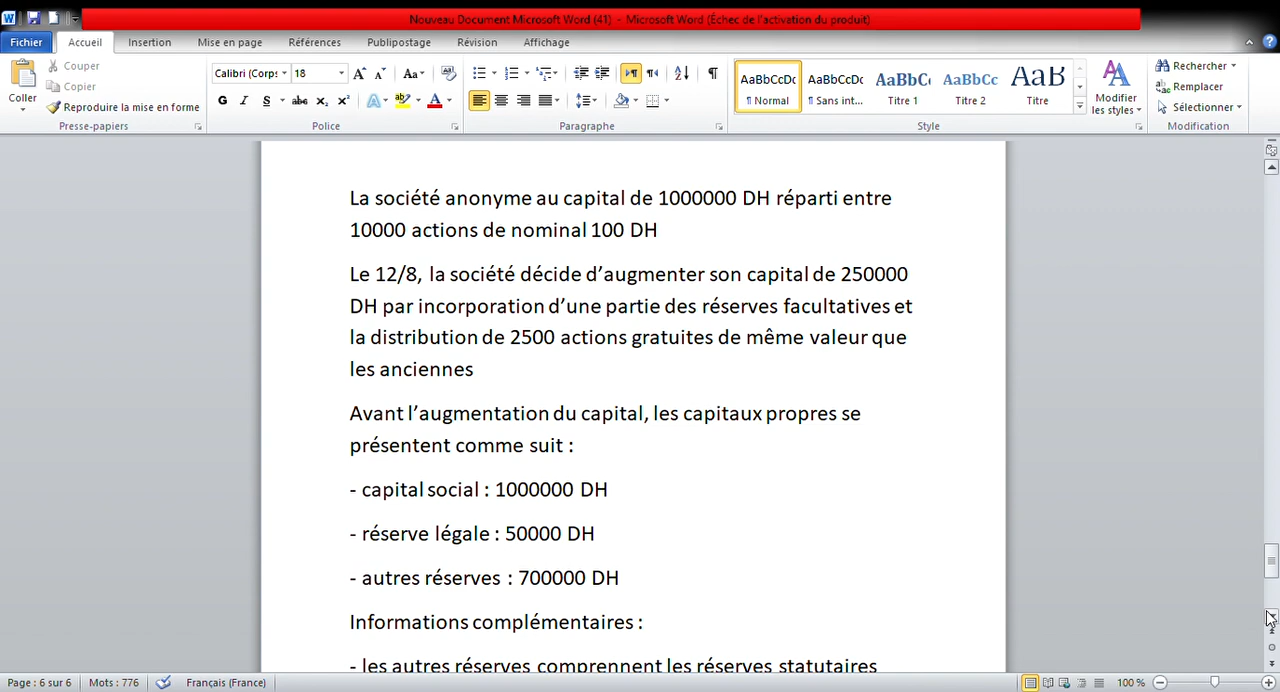 Nouveau Document Microsoft Word (41) - Microsoft Word (Échec de l'activation du produit)
Fichier Accueil Insertion Mise en page Références Publipostage Révision Affichage
Coller
Couper
Copier
Reproduire la mise en forme
Presse-papiers
Calibri (Corps 18
Aa
G I S abc x₂ x² A ab A
Police
Paragraphe
AaBbCcDc AaBbCcDc AaBbC AaBbCc AaB
¶ Normal ¶ Sans int... Titre 1 Titre 2 Titre
Modifier
les styles
Style
Rechercher
Remplacer
Sélectionner
Modification
La société anonyme au capital de 1000000 DH réparti entre
10000 actions de nominal 100 DH
Le 12/8, la société décide d'augmenter son capital de 250000
DH par incorporation d'une partie des réserves facultatives et
la distribution de 2500 actions gratuites de même valeur que
les anciennes
Avant l'augmentation du capital, les capitaux propres se
présentent comme suit :
- capital social : 1000000 DH
- réserve légale : 50000 DH
- autres réserves : 700000 DH
Informations complémentaires :
- les autres réserves comprennent les réserves statutaires
Page : 6 sur 6 Mots : 776 Français (France) 100 %